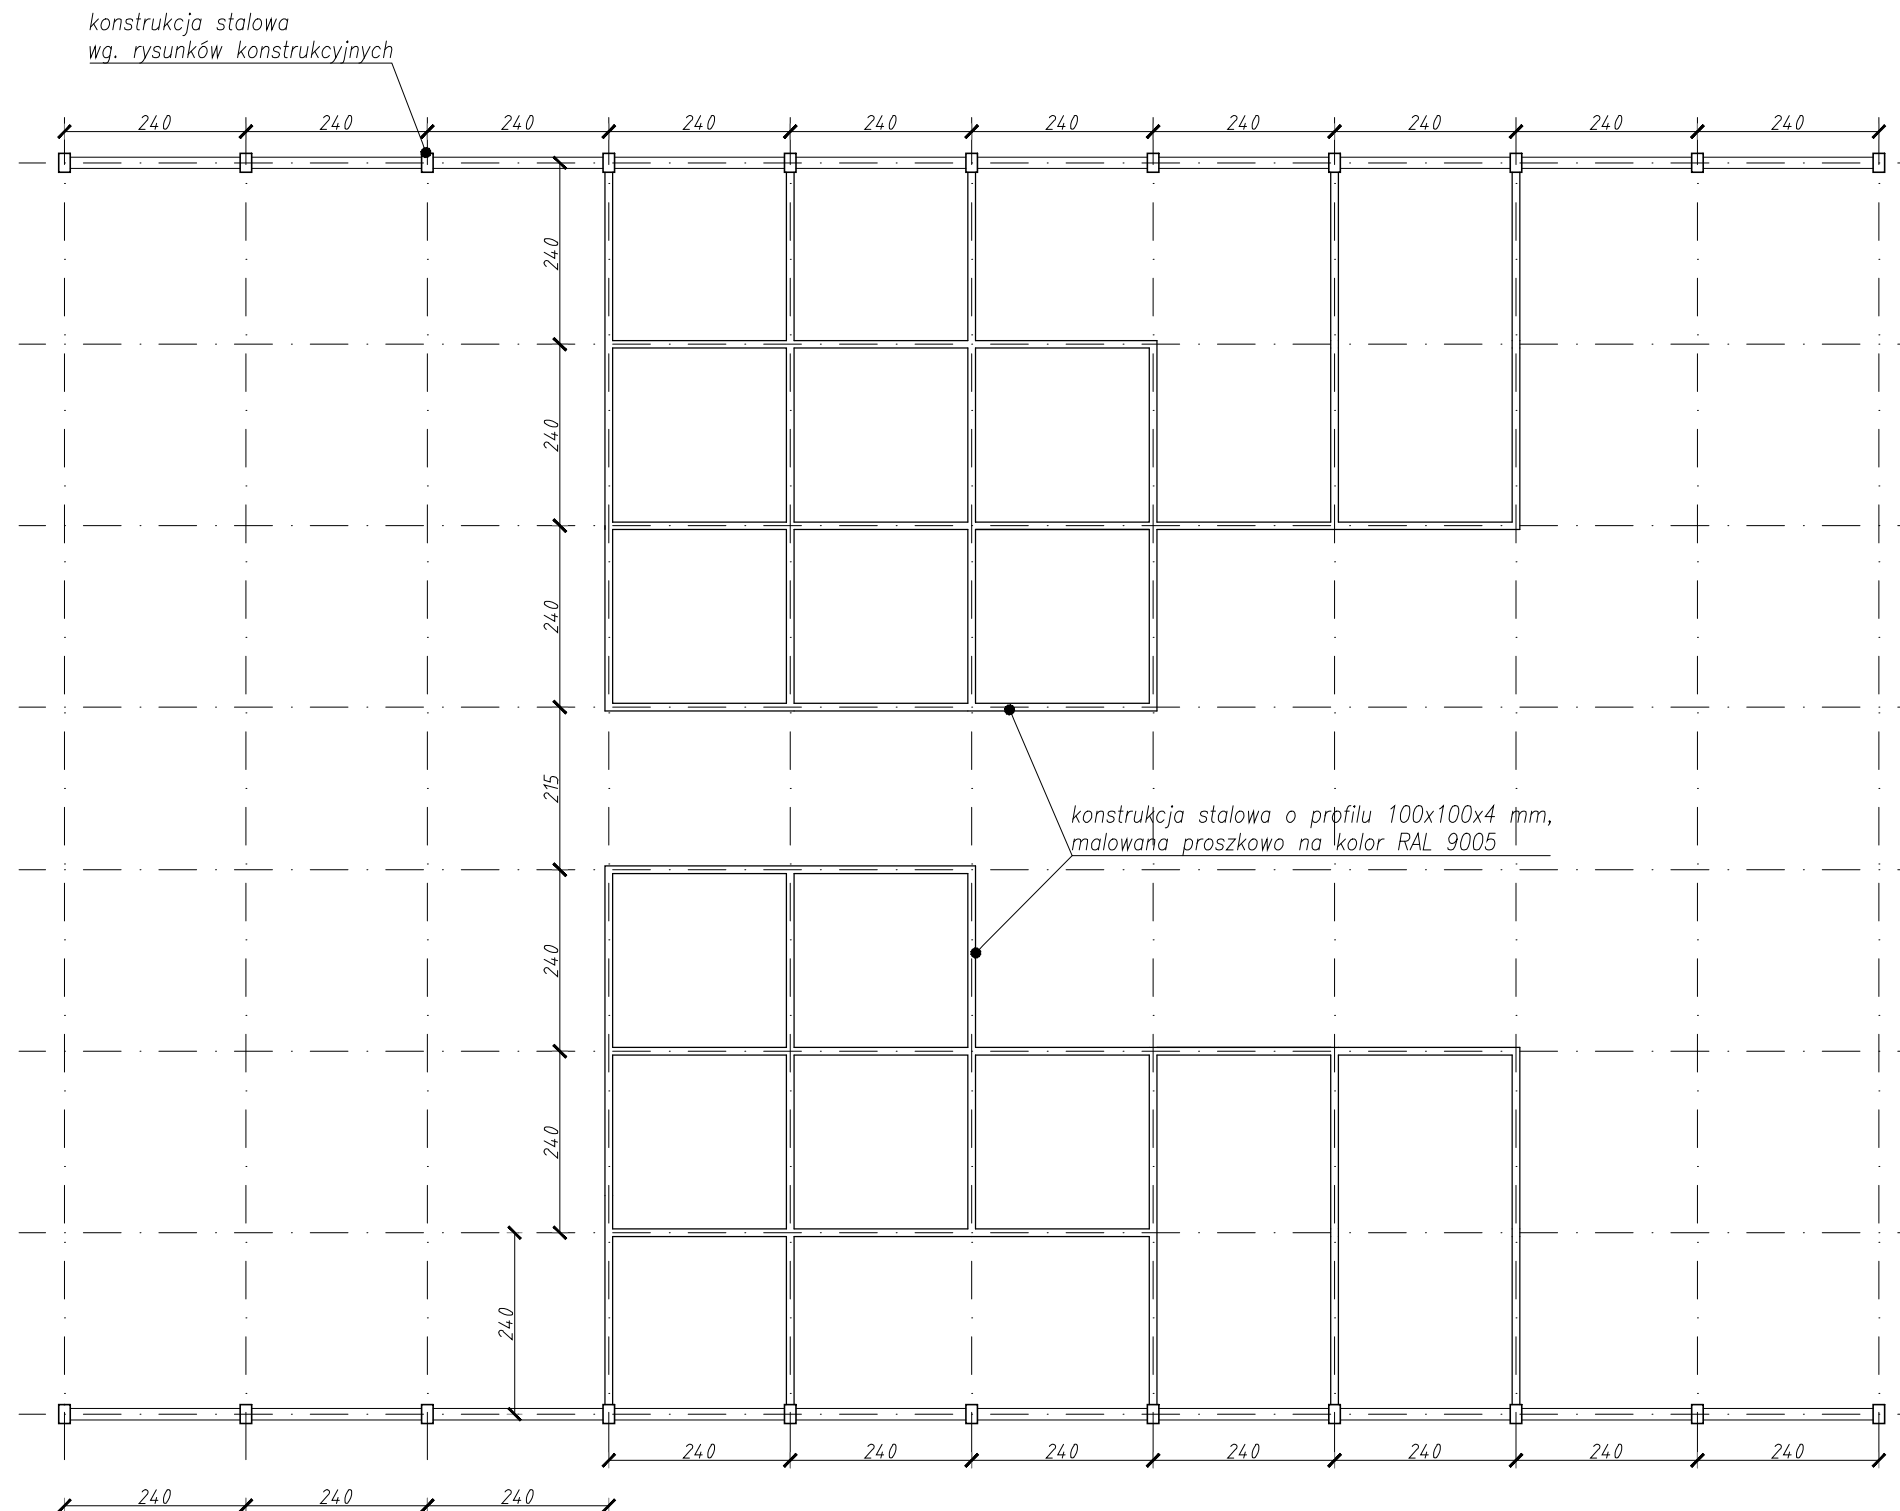 konstrukcja stalowa
wg. rysunków konstrukcyjnych
240 240 240 240 240 240 240 240 240 240
240
240
240
215
konstrukcja stalowa o profilu 100x100x4 mm,
malowana proszkowo na kolor RAL 9005
240
240
240
240 240 240 240 240 240 240
240 240 240